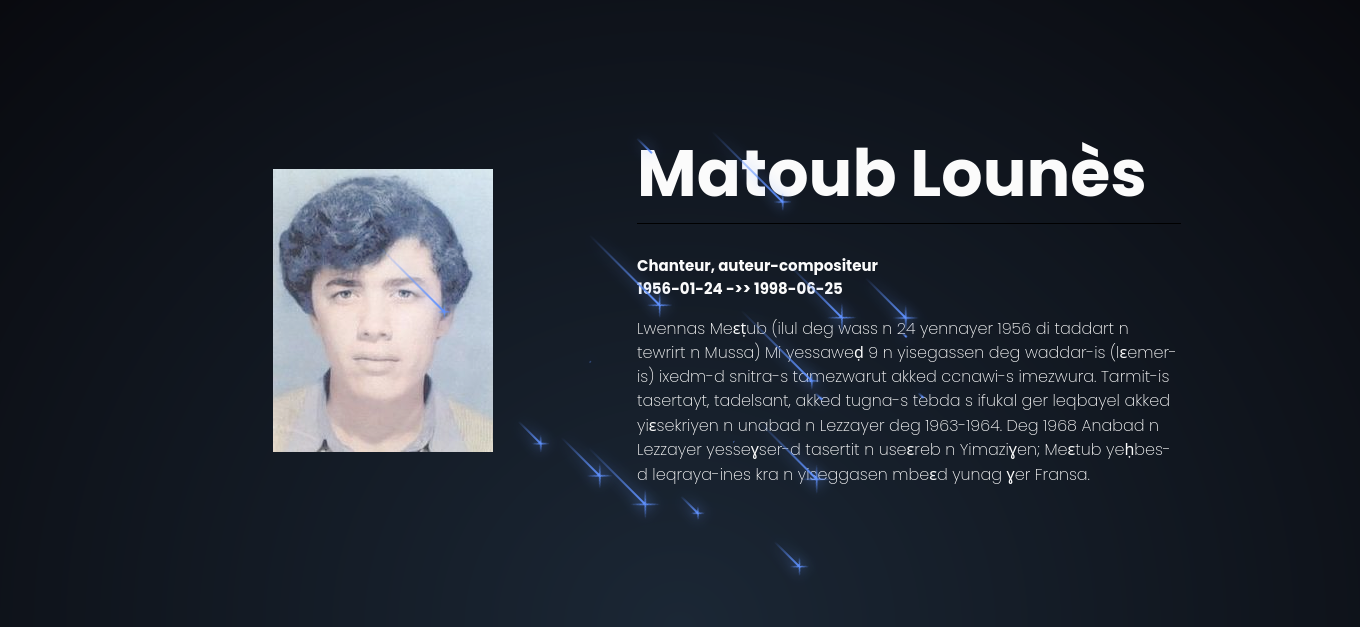 Matoub Lounès
Chanteur, auteur-compositeur
1956-01-24 ->> 1998-06-25
Lwennas Meɛṭub (ilul deg wass n 24 yennayer 1956 di taddart n
tewrirt n Mussa) Mi yessaweḍ 9 n yisegassen deg waddar-is (lɛemer-
is) ixedm-d snitra-s tamezwarut akked ccnawi-s imezwura. Tarmit-is
tasertayt, tadelsant, akked tugna-s tebda s ifukal ger leqbayel akked
yiɛsekriyen n unabad n Lezzayer deg 1963-1964. Deg 1968 Anabad n
Lezzayer yesseɣser-d tasertit n useɛreb n Yimaziɣen; Meɛtub yeḥbes-
d leqraya-ines kra n yiseggasen mbeɛd yunag ɣer Fransa.